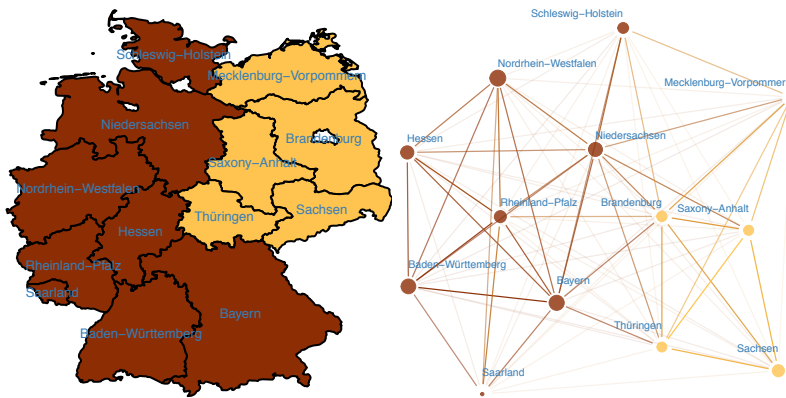 Schleswig−Holstein
Mecklenburg−Vorpommern
Niedersachsen
Brandenburg
Saxony−Anhalt
Nordrhein−Westfalen
Thüringen
Sachsen
Hessen
Rheinland−Pfalz
Saarland
Bayern
Baden−Württemberg
Schleswig−Holstein
Nordrhein−Westfalen
Mecklenburg−Vorpommer
Hessen
Niedersachsen
Rheinland−Pfalz
Brandenburg
Saxony−Anhalt
Baden−Württemberg
Bayern
Thüringen
Sachsen
Saarland